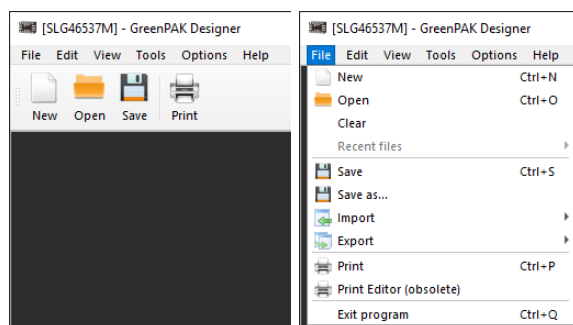 [SLG46537M] - GreenPAK Designer
File Edit View Tools Options Help
New Open Save Print
[SLG46537M] - GreenPAK Designer
File Edit View Tools Options Help
New Ctrl+N
Open Ctrl+O
Clear
Recent files
Save Ctrl+S
Save as...
Import
Export
Print Ctrl+P
Print Editor (obsolete)
Exit program Ctrl+Q